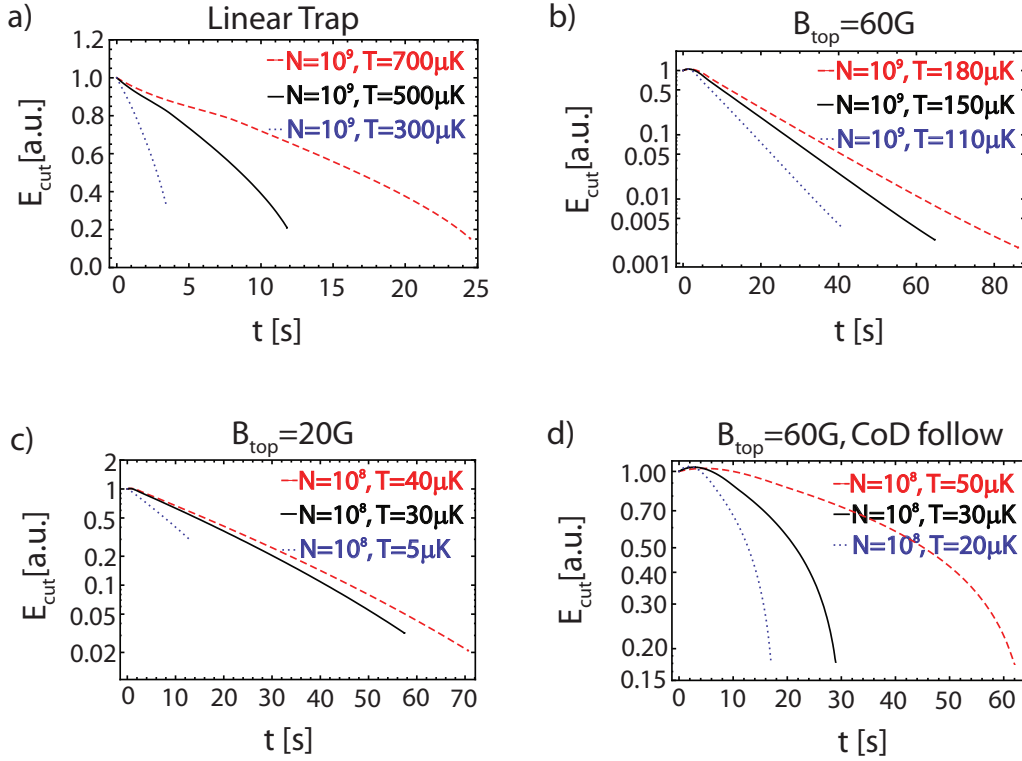 a)
Linear Trap
1.2
1.0
0.8
0.6
0.4
0.2
0.0
E_cut[a.u.]
N=10⁹, T=700μK
N=10⁹, T=500μK
N=10⁹, T=300μK
0 5 10 15 20 25
t [s]
b)
B_top=60G
1
0.5
0.1
0.05
0.01
0.005
0.001
E_cut[a.u.]
N=10⁹, T=180μK
N=10⁹, T=150μK
N=10⁹, T=110μK
0 20 40 60 80
t [s]
c)
B_top=20G
2
1
0.5
0.2
0.1
0.05
0.02
E_cut[a.u.]
N=10⁸, T=40μK
N=10⁸, T=30μK
N=10⁸, T=5μK
0 10 20 30 40 50 60 70
t [s]
d)
B_top=60G, CoD follow
1.00
0.70
0.50
0.40
0.30
0.20
0.15
E_cut[a.u.]
N=10⁸, T=50μK
N=10⁸, T=30μK
N=10⁸, T=20μK
0 10 20 30 40 50 60
t [s]